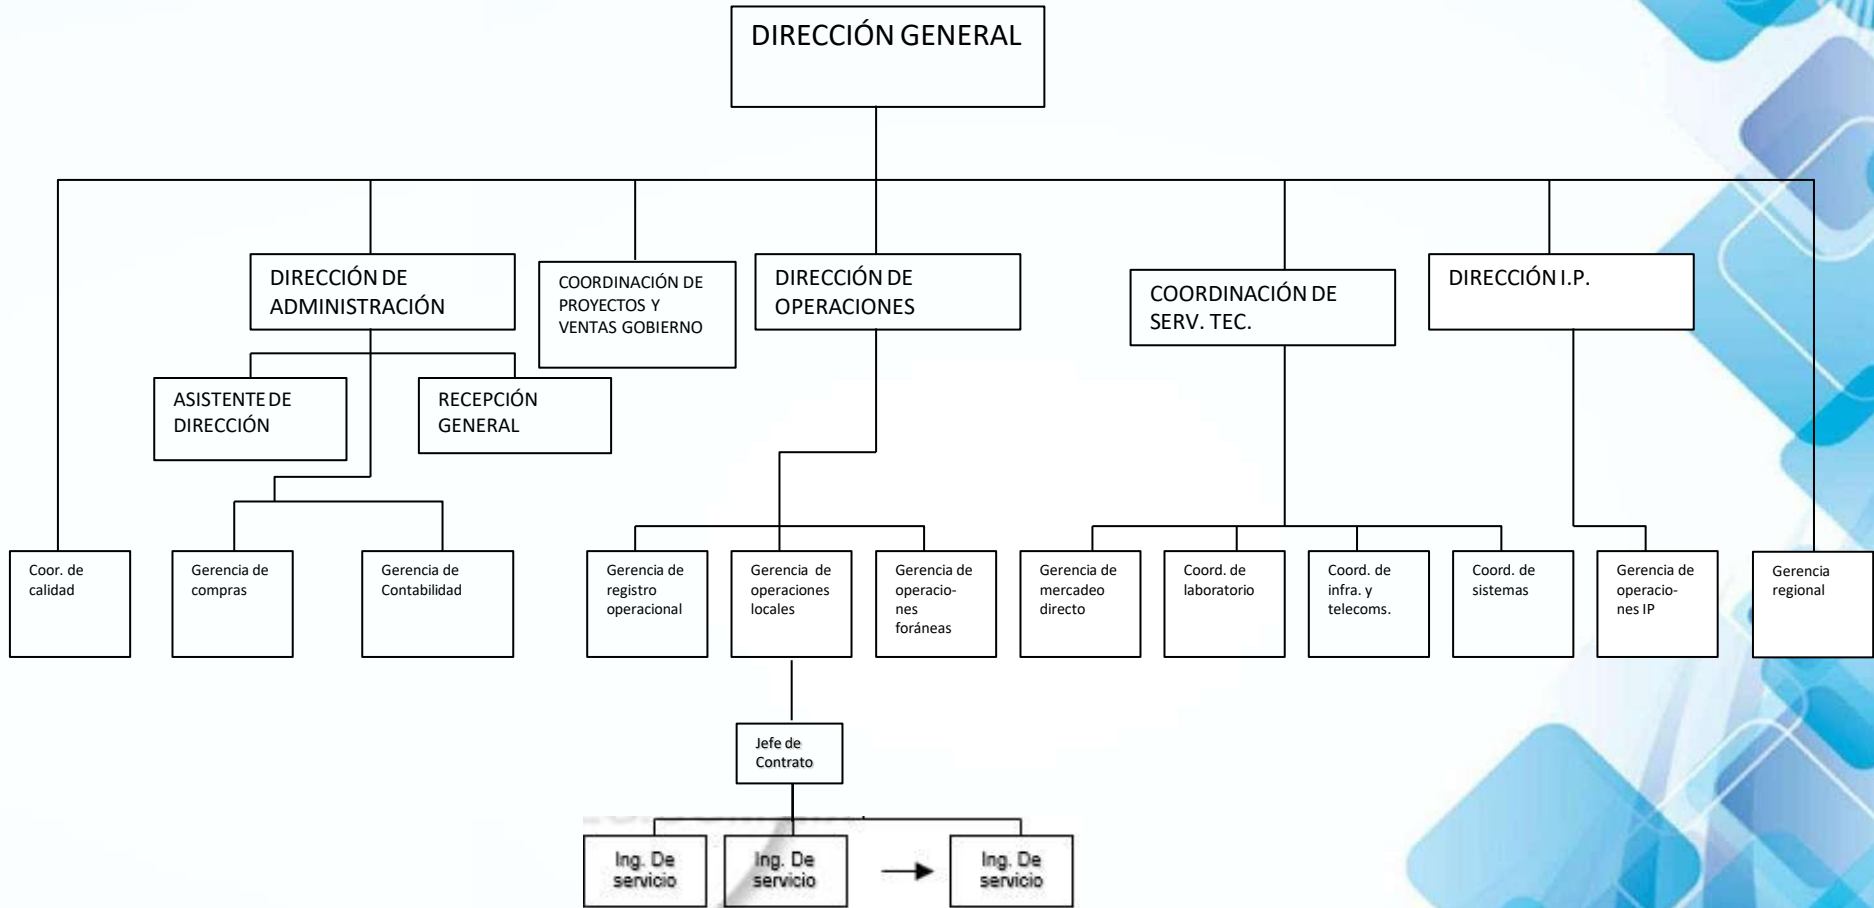 DIRECCIÓN GENERAL
DIRECCIÓN DE
ADMINISTRACIÓN
COORDINACIÓN DE
PROYECTOS Y
VENTAS GOBIERNO
DIRECCIÓN DE
OPERACIONES
COORDINACIÓN DE
SERV. TEC.
DIRECCIÓN I.P.
ASISTENTE DE
DIRECCIÓN
RECEPCIÓN
GENERAL
Coor. de
calidad
Gerencia de
compras
Gerencia de
Contabilidad
Gerencia de
registro
operacional
Gerencia de
operaciones
locales
Gerencia de
operacio-
nes
foráneas
Gerencia de
mercadeo
directo
Coord. de
laboratorio
Coord. de
infra. y
telecoms.
Coord. de
sistemas
Gerencia de
operacio-
nes IP
Gerencia
regional
Jefe de
Contrato
Ing. De
servicio
Ing. De
servicio
Ing. De
servicio